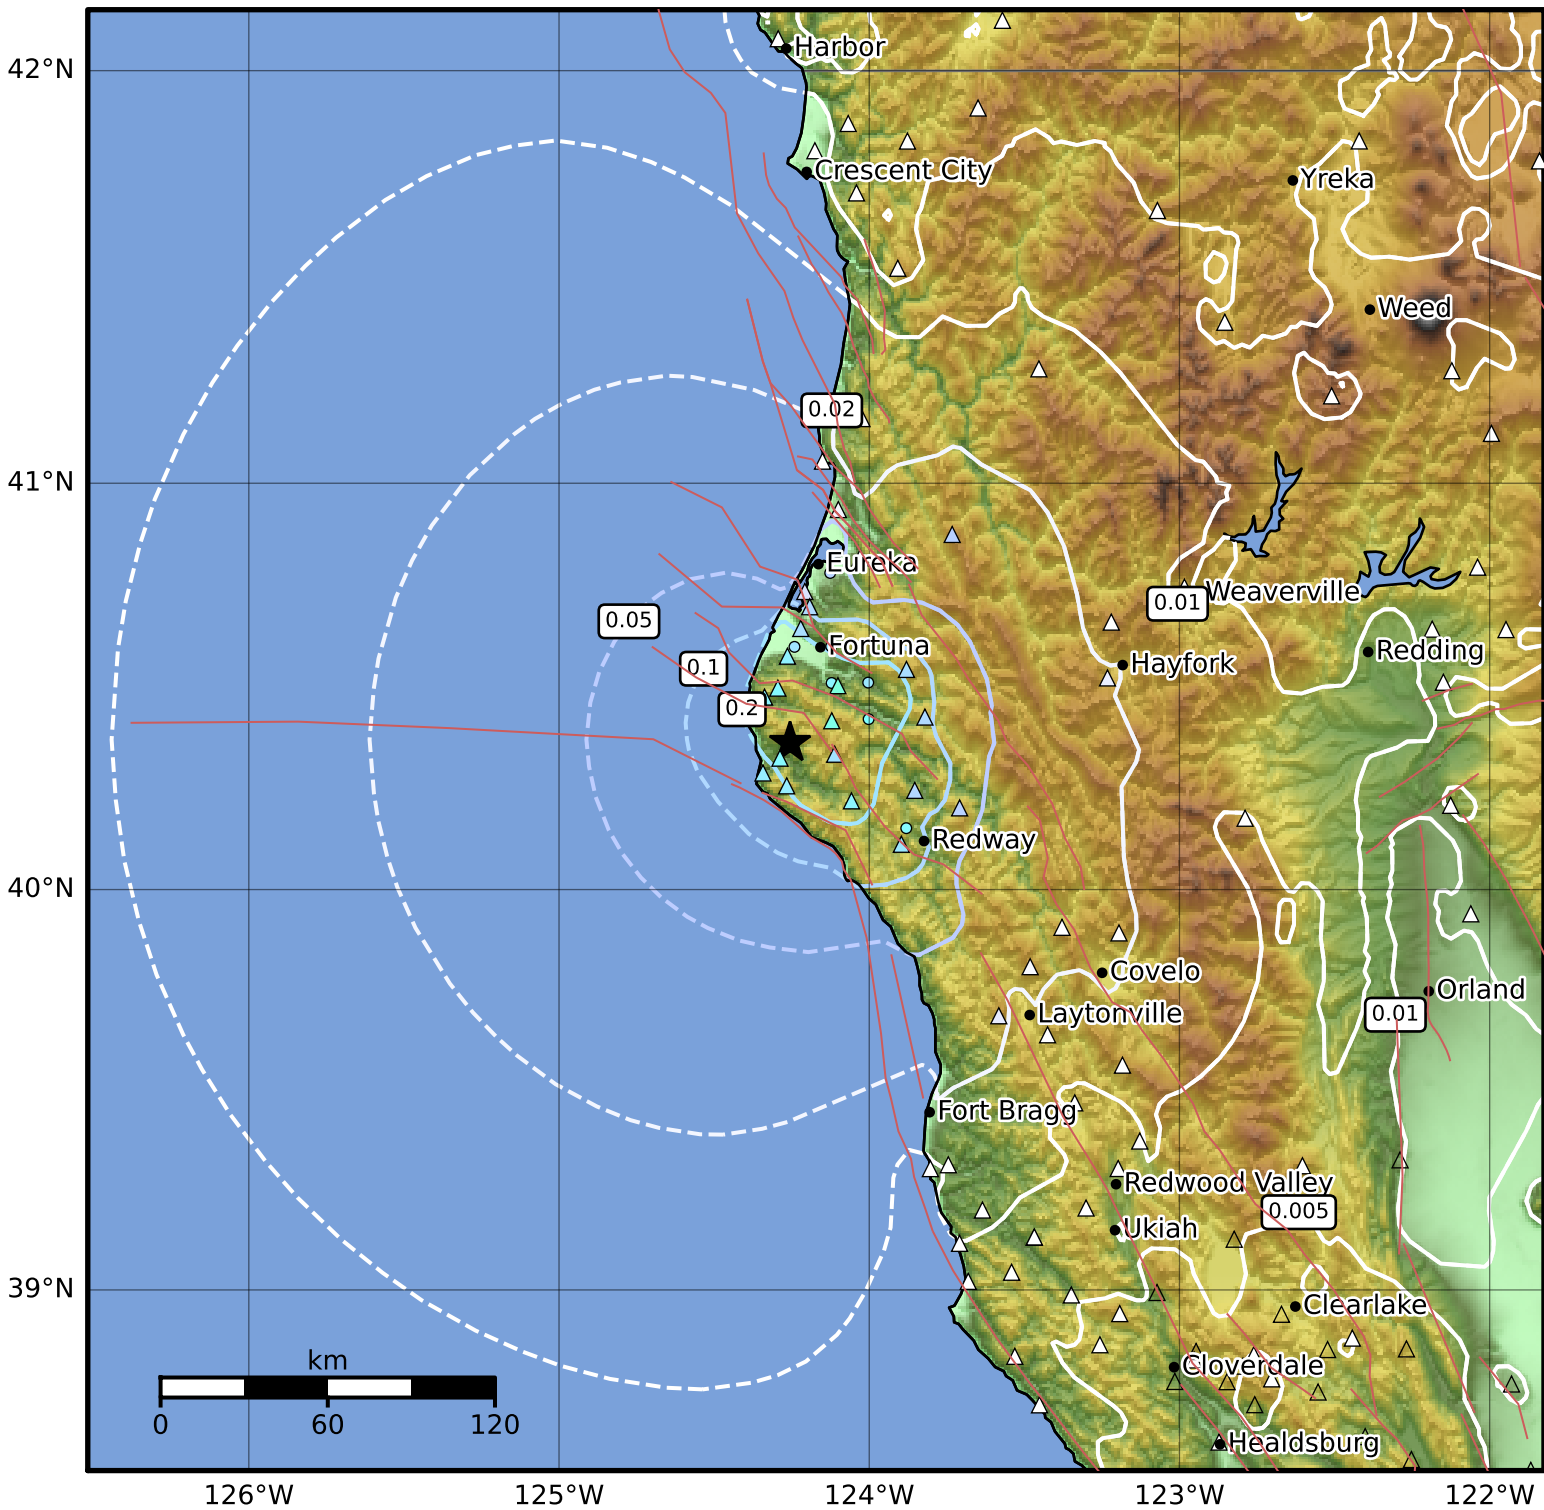 Harbor
42°N
Crescent City
Yreka
Weed
0.02
41°N
Eureka
Weaverville
0.01
0.05
Fortuna
Redding
Hayfork
0.1
0.2
Redway
40°N
Covelo
Orland
Laytonville
0.01
Fort Bragg
Redwood Valley
0.005
Ukiah
39°N
Clearlake
km
Cloverdale
0 60 120
Healdsburg
126°W 125°W 124°W 123°W 122°W